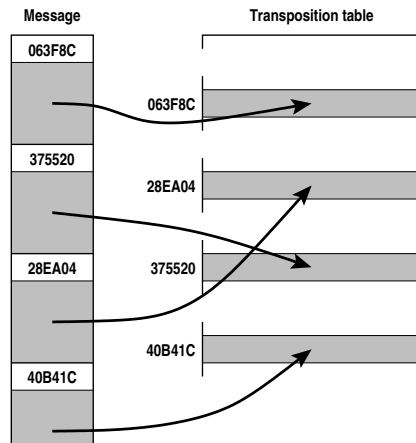 Message
063F8C
375520
28EA04
40B41C
Transposition table
063F8C
28EA04
375520
40B41C